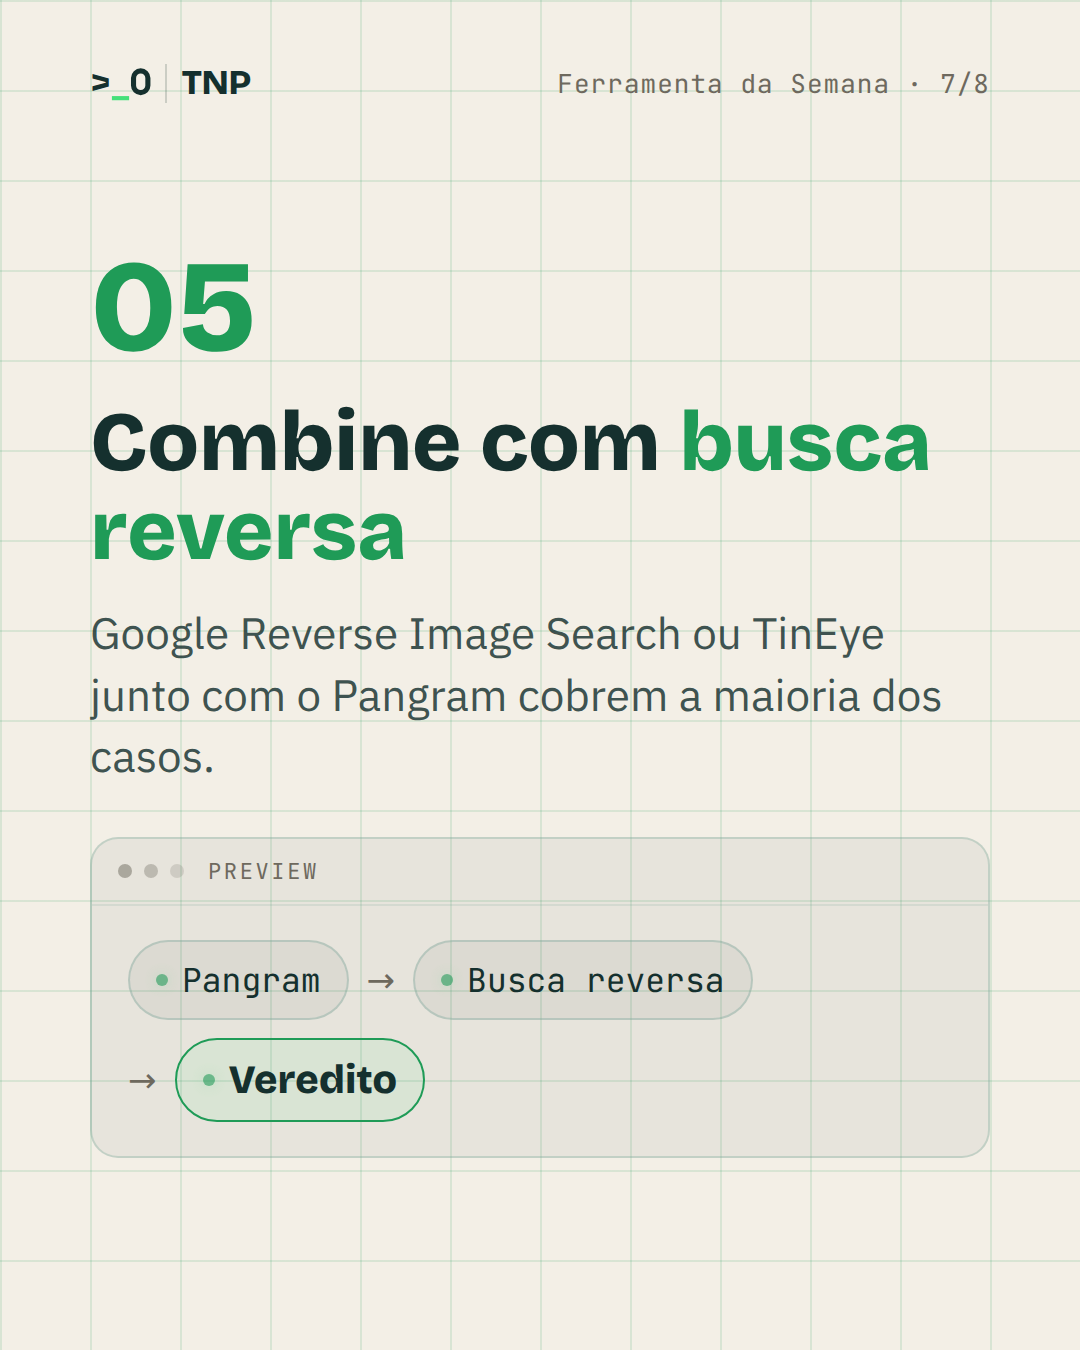 >_O TNP
Ferramenta da Semana · 7/8
05
Combine com busca
reversa
Google Reverse Image Search ou TinEye
junto com o Pangram cobrem a maioria dos
casos.
PREVIEW
Pangram → Busca reversa
→ Veredito